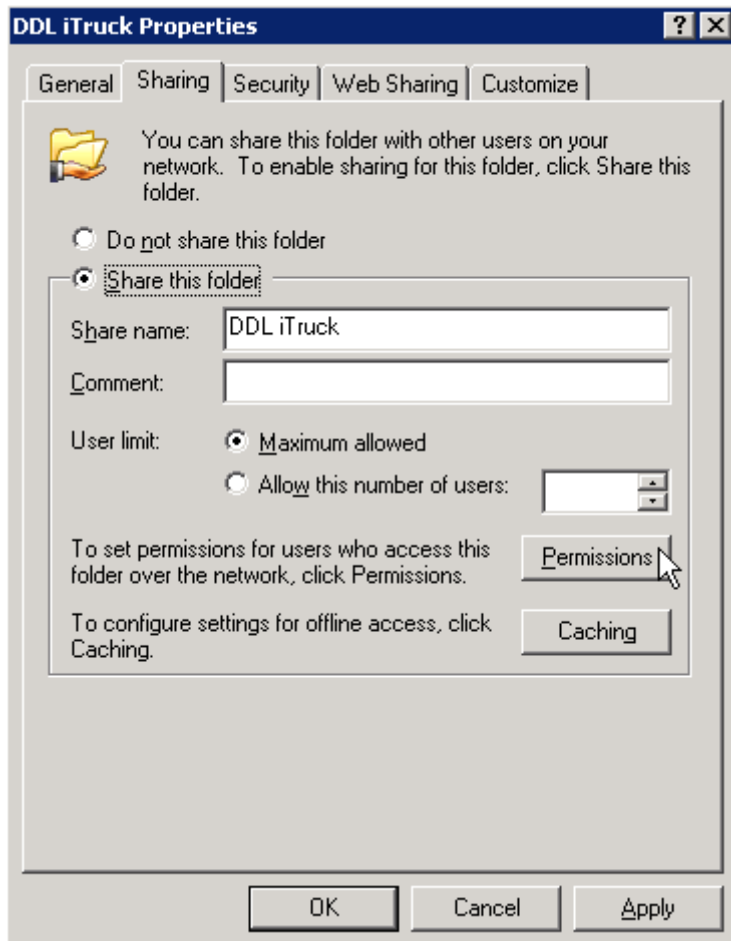 DDL iTruck Properties
General Sharing Security Web Sharing Customize
You can share this folder with other users on your
network. To enable sharing for this folder, click Share this
folder.
Do not share this folder
Share this folder
Share name: DDL iTruck
Comment:
User limit: Maximum allowed
Allow this number of users:
To set permissions for users who access this
folder over the network, click Permissions.
Permissions
To configure settings for offline access, click
Caching.
Caching
OK Cancel Apply